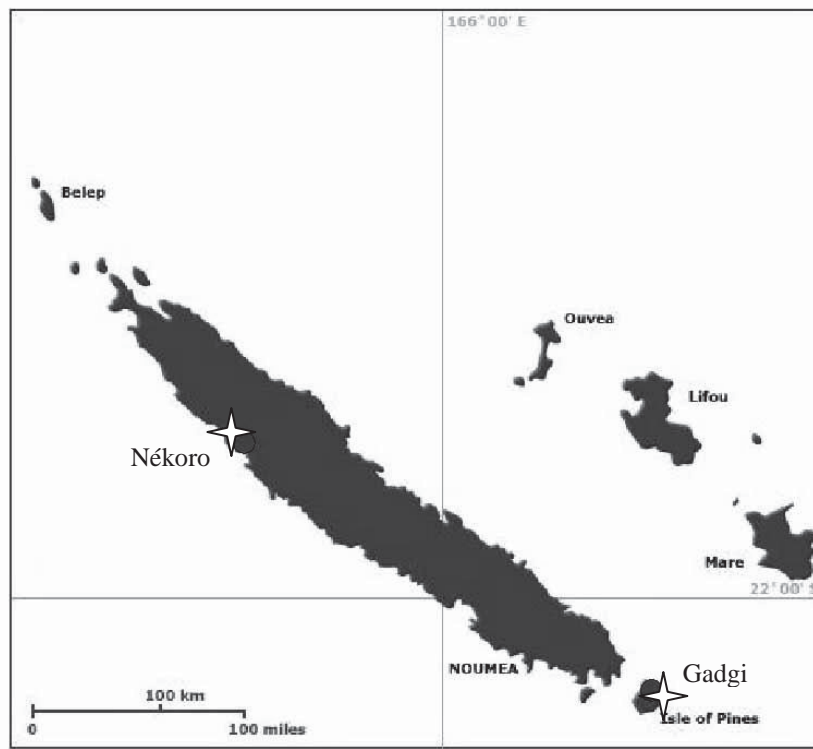 166°00' E
Belep
Ouvea
Lifou
Nékoro
Mare
22°00' S
NOUMEA
Gadgi
Isle of Pines
100 km
0 100 miles